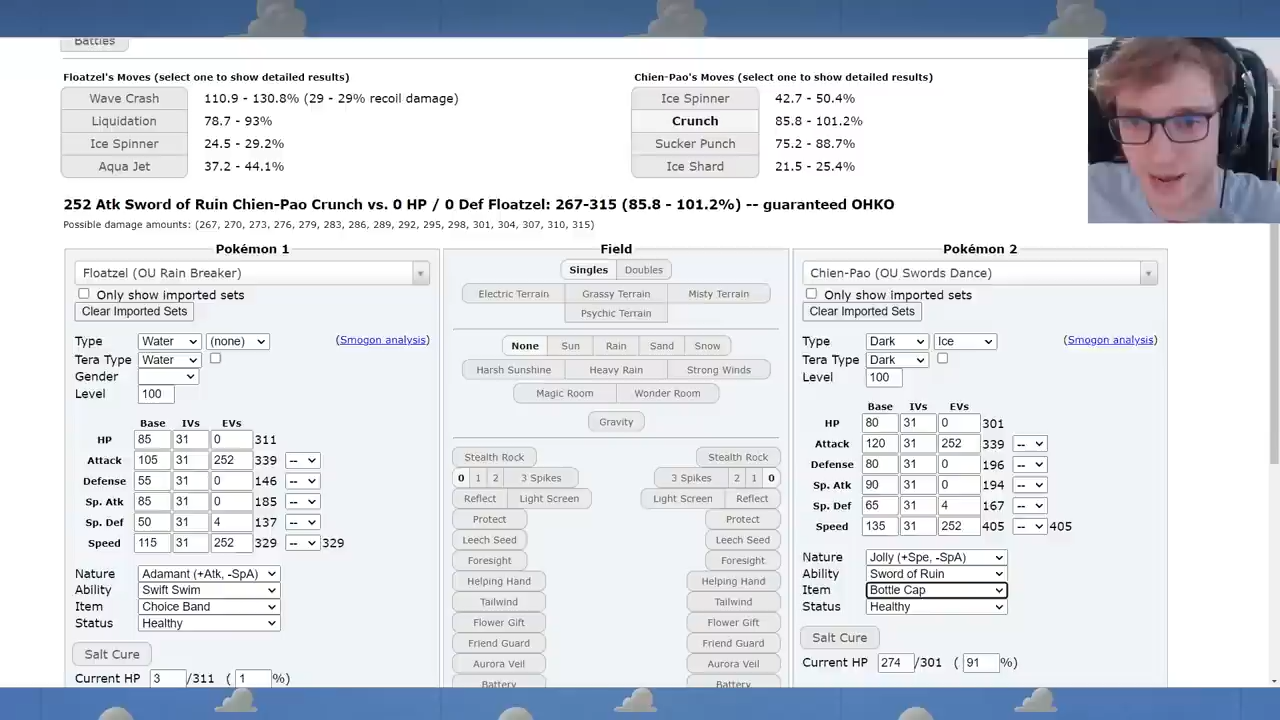 Battles
Floatzel's Moves (select one to show detailed results)
Wave Crash 110.9 - 130.8% (29 - 29% recoil damage)
Liquidation 78.7 - 93%
Ice Spinner 24.5 - 29.2%
Aqua Jet 37.2 - 44.1%
Chien-Pao's Moves (select one to show detailed results)
Ice Spinner 42.7 - 50.4%
Crunch 85.8 - 101.2%
Sucker Punch 75.2 - 88.7%
Ice Shard 21.5 - 25.4%
252 Atk Sword of Ruin Chien-Pao Crunch vs. 0 HP / 0 Def Floatzel: 267-315 (85.8 - 101.2%) -- guaranteed OHKO
Possible damage amounts: (267, 270, 273, 276, 279, 283, 286, 289, 292, 295, 298, 301, 304, 307, 310, 315)
Pokémon 1
Floatzel (OU Rain Breaker)
Only show imported sets
Clear Imported Sets
Type Water (none) (Smogon analysis)
Tera Type Water
Gender
Level 100
Base IVs EVs
HP 85 31 0 311
Attack 105 31 252 339 --
Defense 55 31 0 146 --
Sp. Atk 85 31 0 185 --
Sp. Def 50 31 4 137 --
Speed 115 31 252 329 -- 329
Nature Adamant (+Atk, -SpA)
Ability Swift Swim
Item Choice Band
Status Healthy
Salt Cure
Current HP 3 /311 ( 1 %)
Field
Singles Doubles
Electric Terrain Grassy Terrain Misty Terrain
Psychic Terrain
None Sun Rain Sand Snow
Harsh Sunshine Heavy Rain Strong Winds
Magic Room Wonder Room
Gravity
Stealth Rock Stealth Rock
0 1 2 3 Spikes 3 Spikes 2 1 0
Reflect Light Screen Light Screen Reflect
Protect Protect
Leech Seed Leech Seed
Foresight Foresight
Helping Hand Helping Hand
Tailwind Tailwind
Flower Gift Flower Gift
Friend Guard Friend Guard
Aurora Veil Aurora Veil
Battery Battery
Pokémon 2
Chien-Pao (OU Swords Dance)
Only show imported sets
Clear Imported Sets
Type Dark Ice (Smogon analysis)
Tera Type Dark
Level 100
Base IVs EVs
HP 80 31 0 301
Attack 120 31 252 339 --
Defense 80 31 0 196 --
Sp. Atk 90 31 0 194 --
Sp. Def 65 31 4 167 --
Speed 135 31 252 405 -- 405
Nature Jolly (+Spe, -SpA)
Ability Sword of Ruin
Item Bottle Cap
Status Healthy
Salt Cure
Current HP 274 /301 ( 91 %)